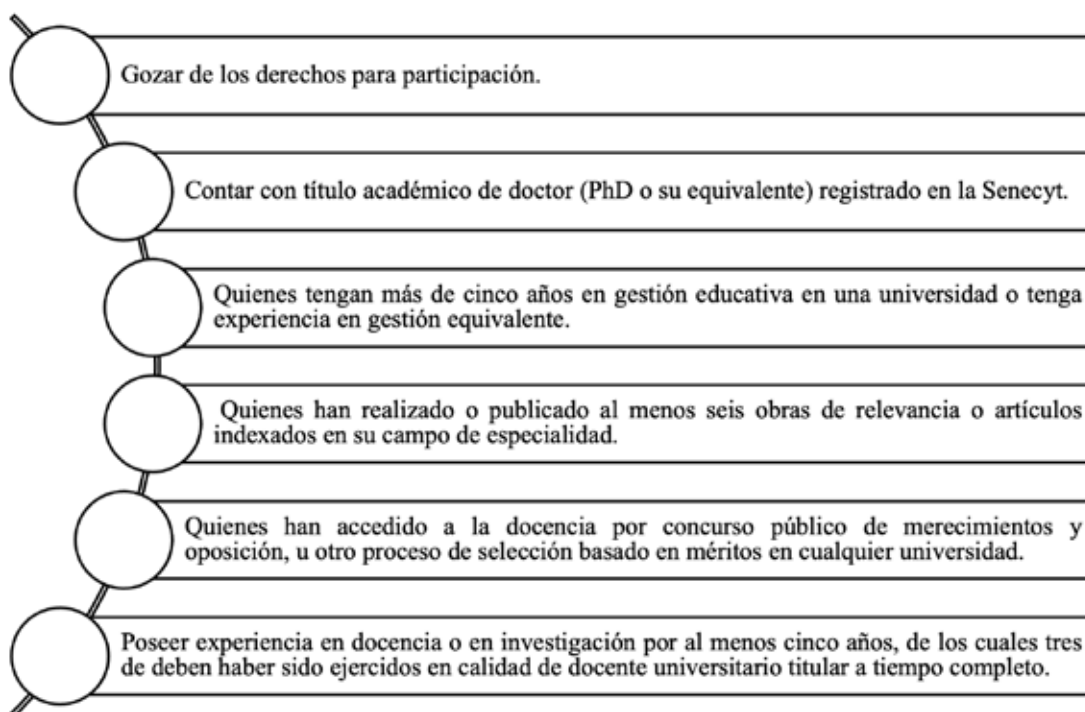 Gozar de los derechos para participación.
Contar con título académico de doctor (PhD o su equivalente) registrado en la Senecyt.
Quienes tengan más de cinco años en gestión educativa en una universidad o tenga
experiencia en gestión equivalente.
Quienes han realizado o publicado al menos seis obras de relevancia o artículos
indexados en su campo de especialidad.
Quienes han accedido a la docencia por concurso público de merecimientos y
oposición, u otro proceso de selección basado en méritos en cualquier universidad.
Poseer experiencia en docencia o en investigación por al menos cinco años, de los cuales tres
de deben haber sido ejercidos en calidad de docente universitario titular a tiempo completo.